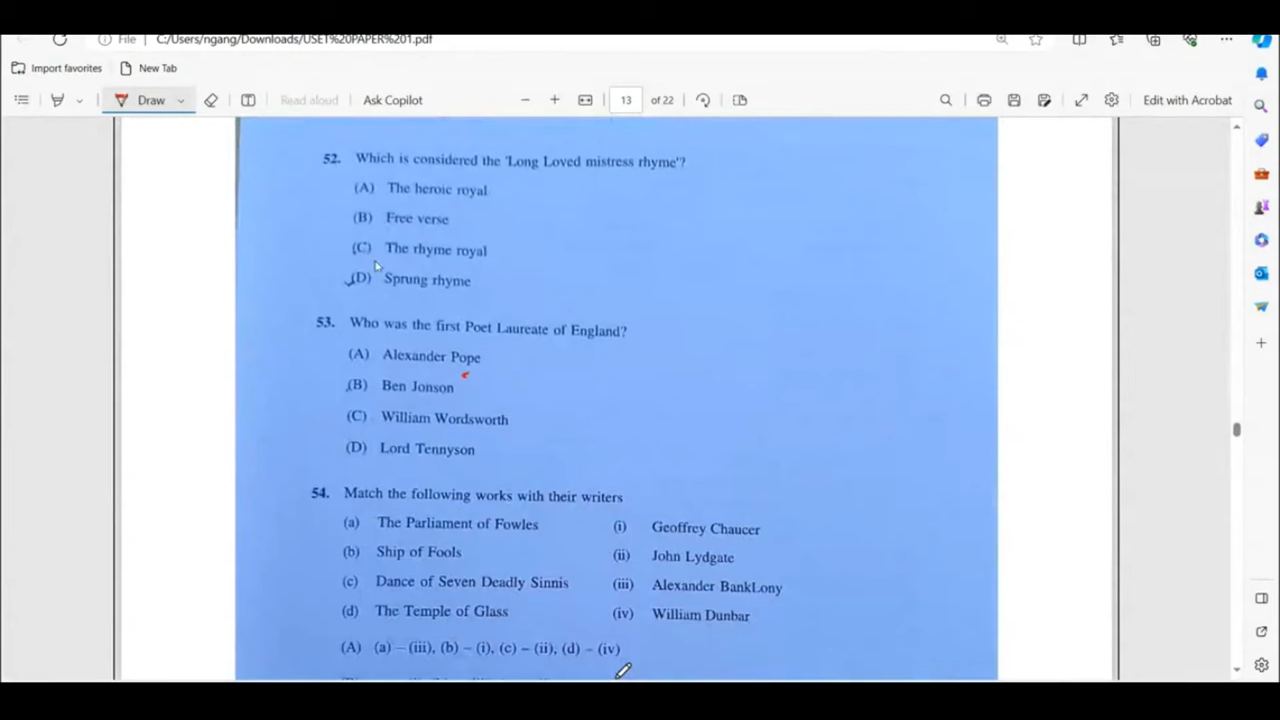 File C:/Users/ngang/Downloads/USET%20PAPER%201.pdf
Import favorites New Tab
Draw Read aloud Ask Copilot 13 of 22 Edit with Acrobat
52. Which is considered the 'Long Loved mistress rhyme'?
(A) The heroic royal
(B) Free verse
(C) The rhyme royal
(D) Sprung rhyme
53. Who was the first Poet Laureate of England?
(A) Alexander Pope
(B) Ben Jonson
(C) William Wordsworth
(D) Lord Tennyson
54. Match the following works with their writers
(a) The Parliament of Fowles (i) Geoffrey Chaucer
(b) Ship of Fools (ii) John Lydgate
(c) Dance of Seven Deadly Sinnis (iii) Alexander BankLony
(d) The Temple of Glass (iv) William Dunbar
(A) (a) – (iii), (b) – (i), (c) – (ii), (d) – (iv)